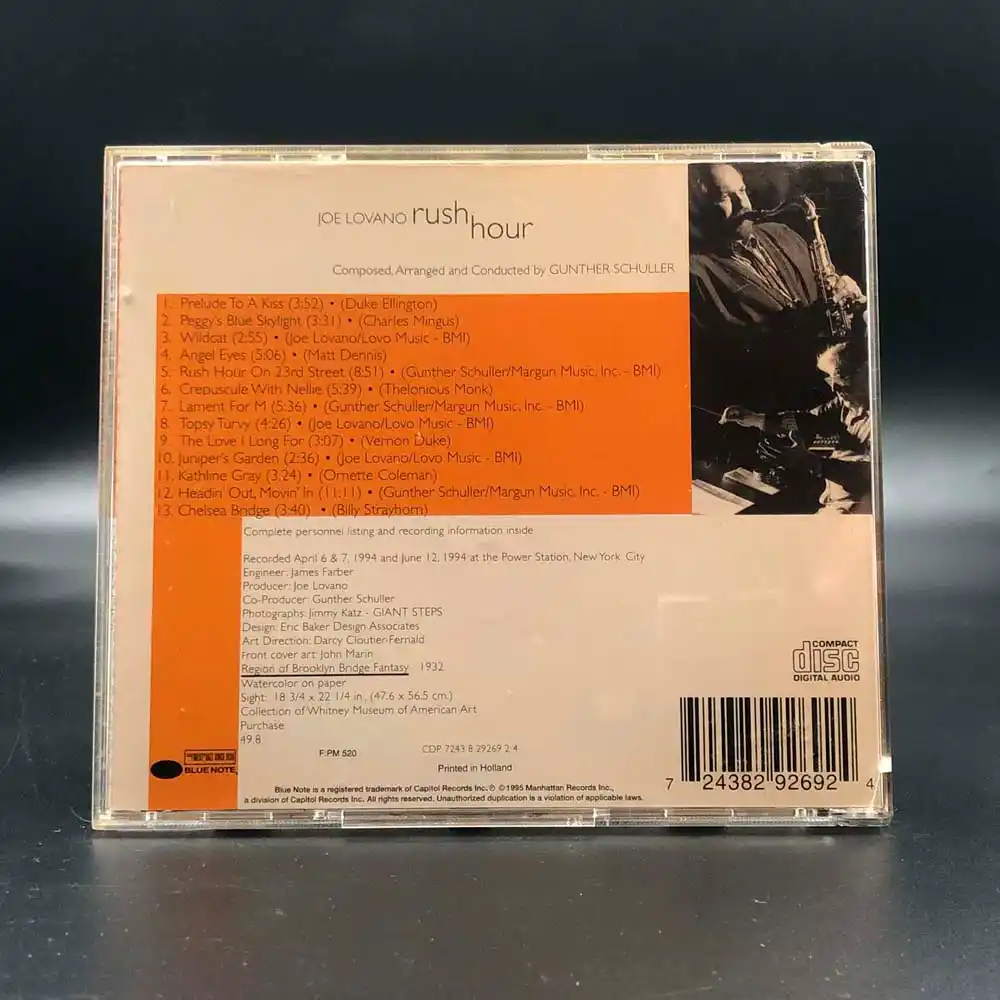 JOE LOVANO rush hour
Composed, Arranged and Conducted by GUNTHER SCHULLER
1. Prelude To A Kiss (3:52) • (Duke Ellington)
2. Peggy's Blue Skylight (3:31) • (Charles Mingus)
3. Wildcat (2:55) • (Joe Lovano/Lovo Music - BMI)
4. Angel Eyes (5:06) • (Matt Dennis)
5. Rush Hour On 23rd Street (8:51) • (Gunther Schuller/Margun Music, Inc. - BMI)
6. Crepuscule With Nellie (5:39) • (Thelonious Monk)
7. Lament For M (5:36) • (Gunther Schuller/Margun Music, Inc. - BMI)
8. Topsy Turvy (4:26) • (Joe Lovano/Lovo Music - BMI)
9. The Love I Long For (3:07) • (Vernon Duke)
10. Juniper's Garden (2:36) • (Joe Lovano/Lovo Music - BMI)
11. Kathline Gray (3:24) • (Ornette Coleman)
12. Headin' Out, Movin' In (11:11) • (Gunther Schuller/Margun Music, Inc. - BMI)
13. Chelsea Bridge (3:40) • (Billy Strayhorn)
Complete personnel listing and recording information inside
Recorded April 6 & 7, 1994 and June 12, 1994 at the Power Station, New York City
Engineer: James Farber
Producer: Joe Lovano
Co-Producer: Gunther Schuller
Photographs: Jimmy Katz - GIANT STEPS
Design: Eric Baker Design Associates
Art Direction: Darcy Cloutier-Fernald
Front cover art: John Marin
Region of Brooklyn Bridge Fantasy 1932
Watercolor on paper
Sight: 18 3/4 x 22 1/4 in., (47.6 x 56.5 cm.)
Collection of Whitney Museum of American Art
Purchase
49.8
COMPACT
disc
DIGITAL AUDIO
BLUE NOTE
F:PM 520
CDP 7243 8 29269 2 4
Printed in Holland
Blue Note is a registered trademark of Capitol Records Inc. ℗ © 1995 Manhattan Records Inc.,
a division of Capitol Records Inc. All rights reserved. Unauthorized duplication is a violation of applicable laws.
7 24382 92692 4